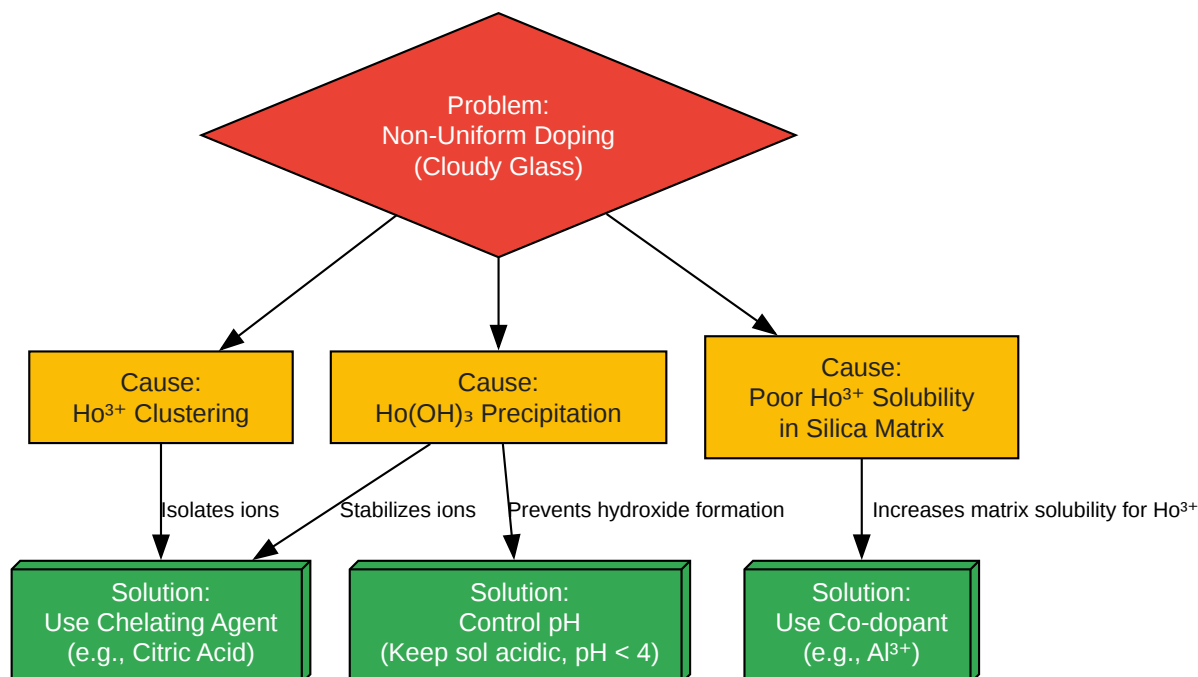 Problem:
Non-Uniform Doping
(Cloudy Glass)
Cause:
Ho³⁺ Clustering
Cause:
Ho(OH)₃ Precipitation
Cause:
Poor Ho³⁺ Solubility
in Silica Matrix
Isolates ions
Stabilizes ions
Prevents hydroxide formation
Increases matrix solubility for Ho³⁺
Solution:
Use Chelating Agent
(e.g., Citric Acid)
Solution:
Control pH
(Keep sol acidic, pH < 4)
Solution:
Use Co-dopant
(e.g., Al³⁺)